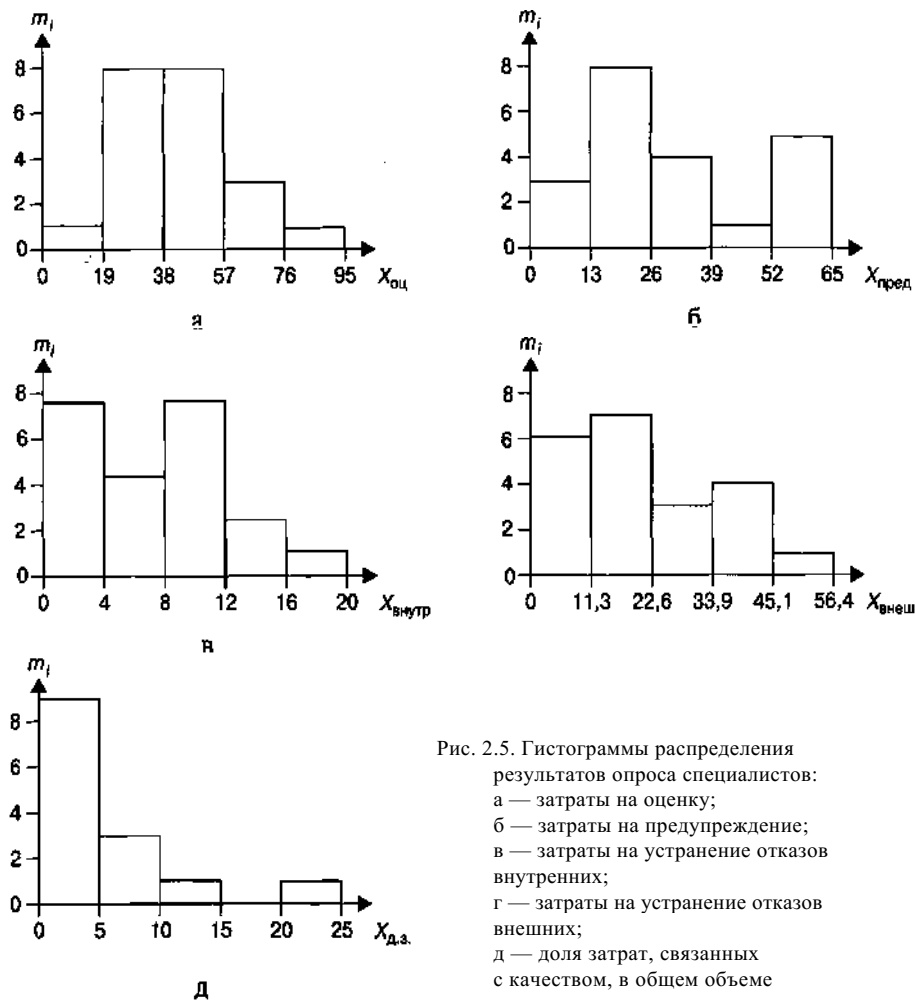 m_i
m_i
8
6
4
2
0
0 19 38 57 76 95 X_оц
8
6
4
2
0
0 13 26 39 52 65 X_пред
а
б
m_i
m_i
8
6
4
2
0
0 4 8 12 16 20 X_внутр
8
6
4
2
0
0 11,3 22,6 33,9 45,1 56,4 X_внеш
в
m_i
8
6
4
2
0
0 5 10 15 20 25 X_д.з.
Д
Рис. 2.5. Гистограммы распределения
результатов опроса специалистов:
а — затраты на оценку;
б — затраты на предупреждение;
в — затраты на устранение отказов
внутренних;
г — затраты на устранение отказов
внешних;
д — доля затрат, связанных
с качеством, в общем объеме